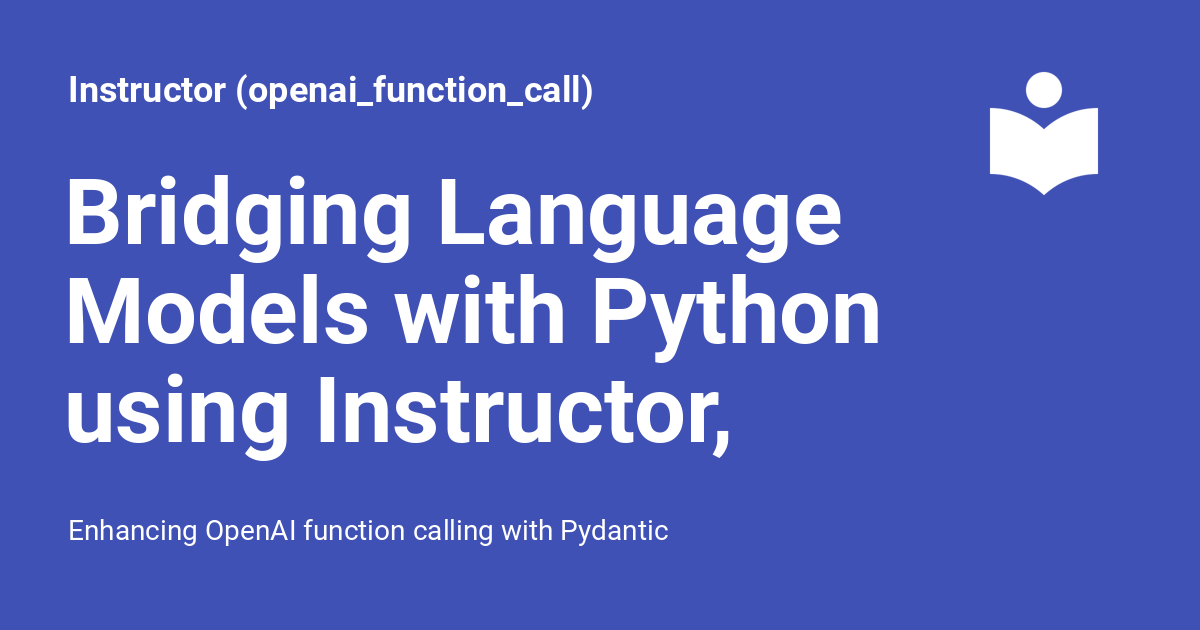 Instructor (openai_function_call)
Bridging Language
Models with Python
using Instructor,
Enhancing OpenAI function calling with Pydantic